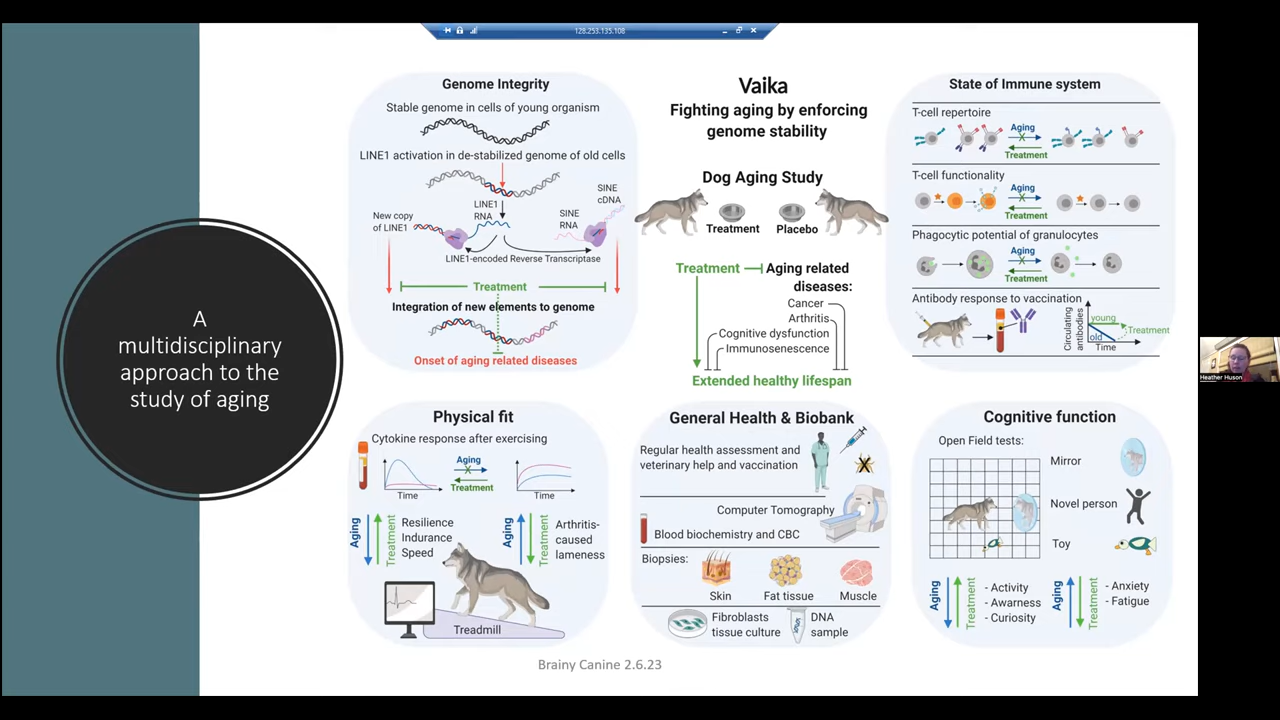 128.253.135.108
A
multidisciplinary
approach to the
study of aging
Genome Integrity
Stable genome in cells of young organism
LINE1 activation in de-stabilized genome of old cells
SINE
cDNA
LINE1
RNA
SINE
RNA
New copy
of LINE1
LINE1-encoded Reverse Transcriptase
Treatment
Integration of new elements to genome
Onset of aging related diseases
Vaika
Fighting aging by enforcing
genome stability
Dog Aging Study
Treatment
Placebo
Treatment
Aging related
diseases:
Cancer
Arthritis
Cognitive dysfunction
Immunosenescence
Extended healthy lifespan
State of Immune system
T-cell repertoire
Aging
Treatment
T-cell functionality
Aging
Treatment
Phagocytic potential of granulocytes
Aging
Treatment
Antibody response to vaccination
Circulating
antibodies
young
old
Treatment
Time
Physical fit
Cytokine response after exercising
Time
Aging
Treatment
Time
Aging
Treatment
Resilience
Indurance
Speed
Aging
Treatment
Arthritis-
caused
lameness
Treadmill
General Health & Biobank
Regular health assessment and
veterinary help and vaccination
Computer Tomography
Blood biochemistry and CBC
Biopsies:
Skin
Fat tissue
Muscle
Fibroblasts
tissue culture
DNA
sample
Cognitive function
Open Field tests:
Mirror
Novel person
Toy
Aging
Treatment
- Activity
- Awarness
- Curiosity
Aging
Treatment
- Anxiety
- Fatigue
Brainy Canine 2.6.23
Heather Huson